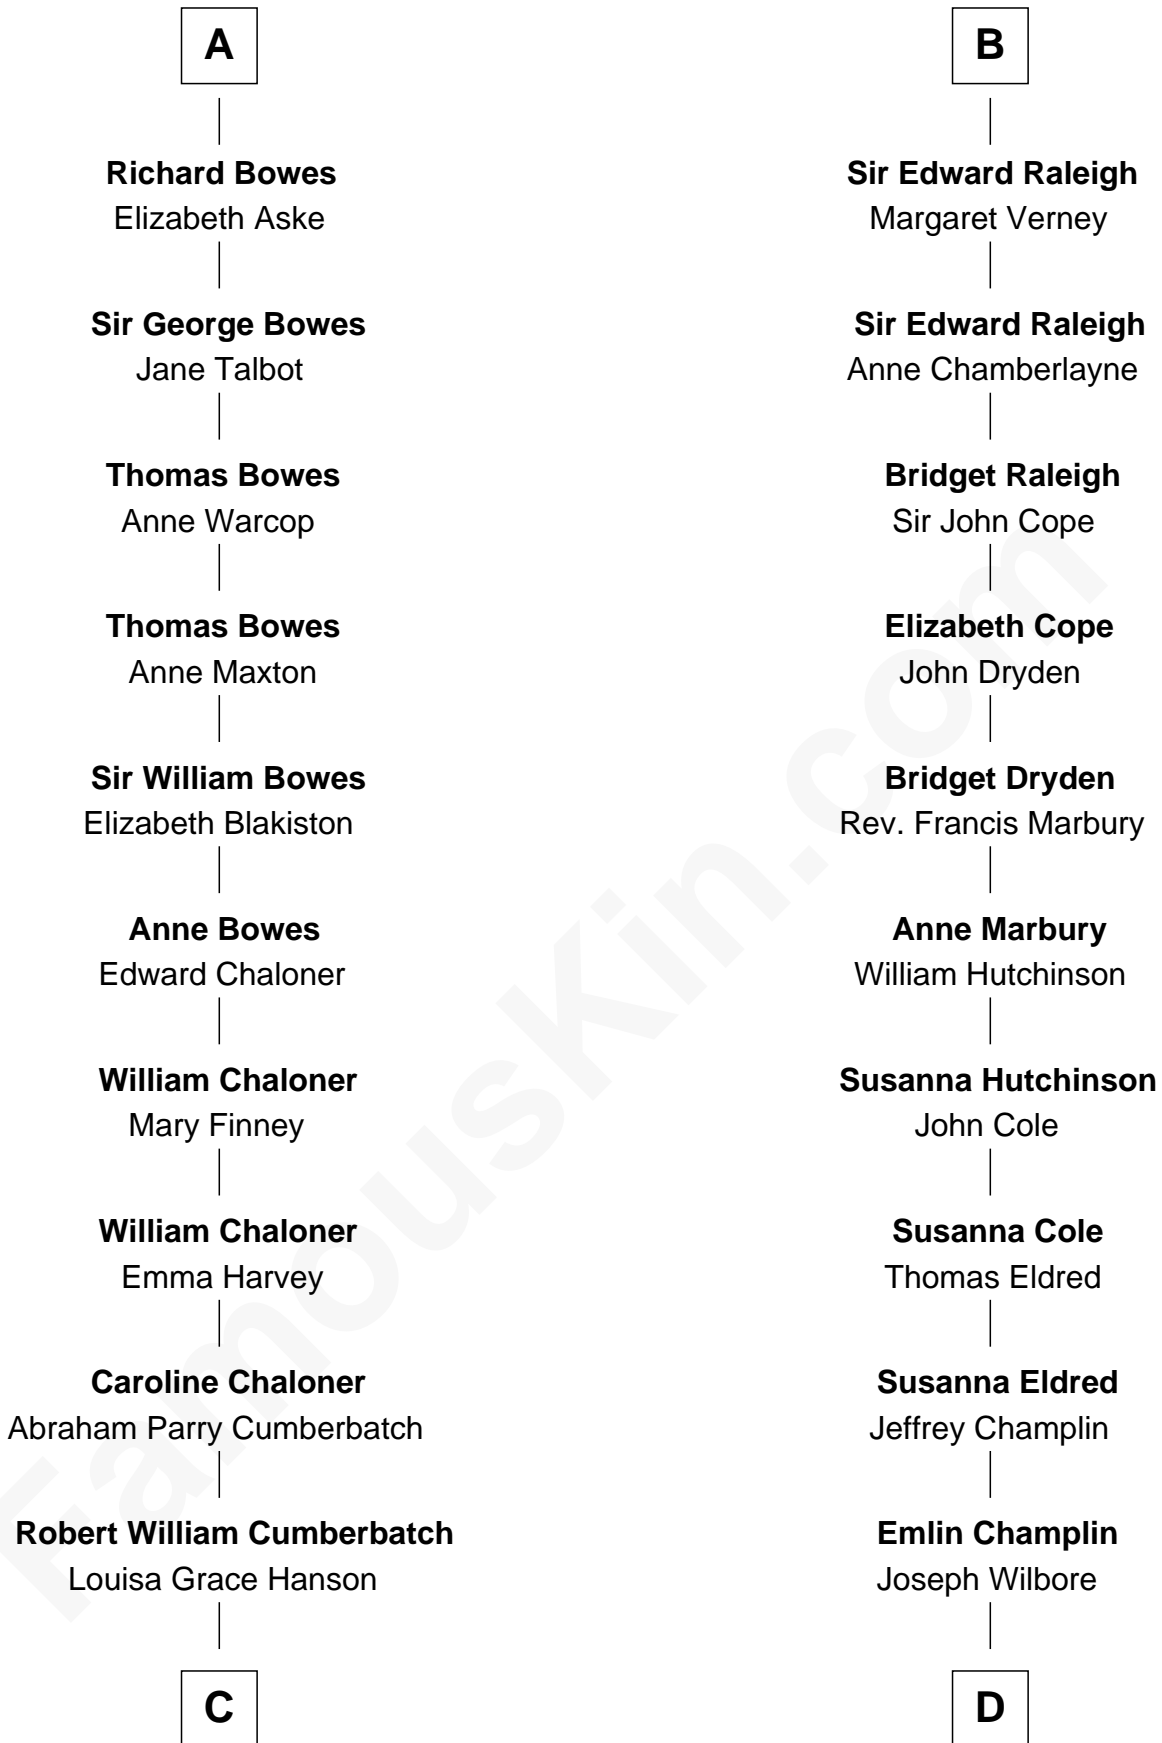 A
Richard Bowes
Elizabeth Aske
Sir George Bowes
Jane Talbot
Thomas Bowes
Anne Warcop
Thomas Bowes
Anne Maxton
Sir William Bowes
Elizabeth Blakiston
Anne Bowes
Edward Chaloner
William Chaloner
Mary Finney
William Chaloner
Emma Harvey
Caroline Chaloner
Abraham Parry Cumberbatch
Robert William Cumberbatch
Louisa Grace Hanson
C
B
Sir Edward Raleigh
Margaret Verney
Sir Edward Raleigh
Anne Chamberlayne
Bridget Raleigh
Sir John Cope
Elizabeth Cope
John Dryden
Bridget Dryden
Rev. Francis Marbury
Anne Marbury
William Hutchinson
Susanna Hutchinson
John Cole
Susanna Cole
Thomas Eldred
Susanna Eldred
Jeffrey Champlin
Emlin Champlin
Joseph Wilbore
D
FamousKin.com